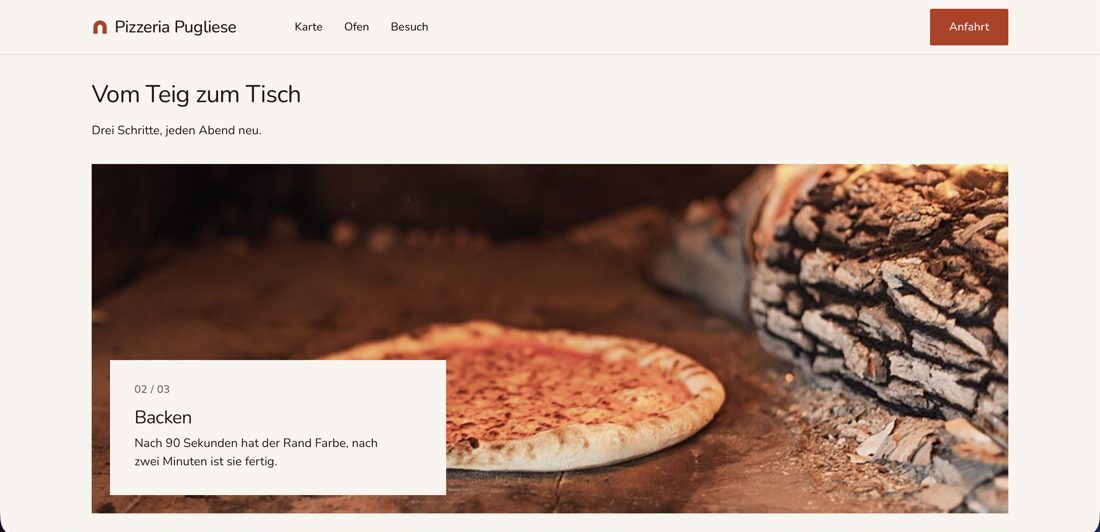 Pizzeria Pugliese
Karte
Ofen
Besuch
Anfahrt
Vom Teig zum Tisch
Drei Schritte, jeden Abend neu.
02 / 03
Backen
Nach 90 Sekunden hat der Rand Farbe, nach
zwei Minuten ist sie fertig.